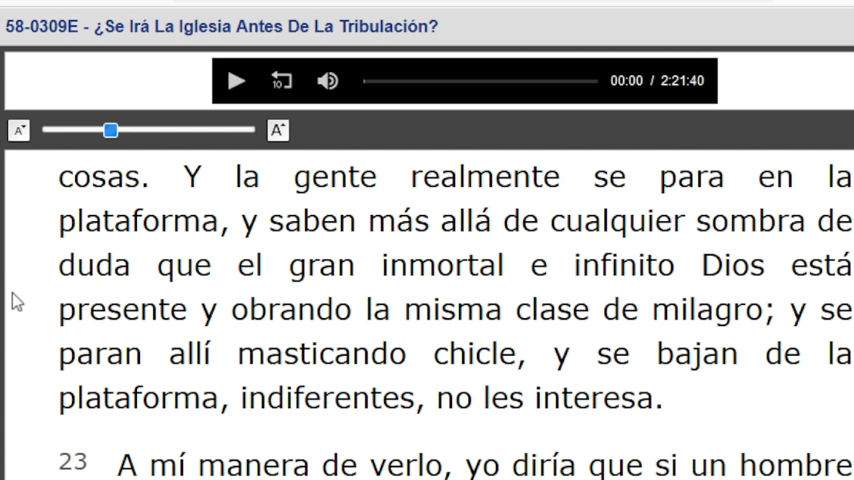 58-0309E - ¿Se Irá La Iglesia Antes De La Tribulación?
10
00:00 / 2:21:40
A A
cosas. Y la gente realmente se para en la
plataforma, y saben más allá de cualquier sombra de
duda que el gran inmortal e infinito Dios está
presente y obrando la misma clase de milagro; y se
paran allí masticando chicle, y se bajan de la
plataforma, indiferentes, no les interesa.
23 A mí manera de verlo, yo diría que si un hombre